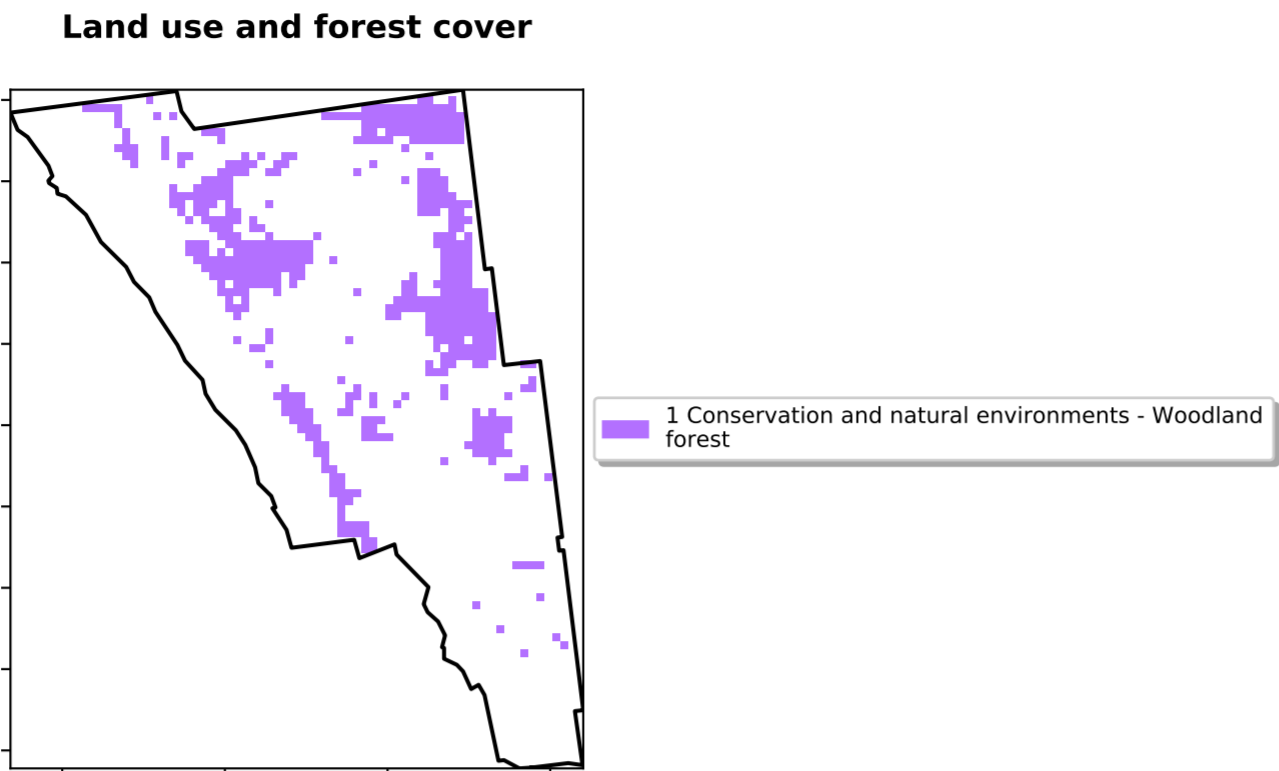 Land use and forest cover
1 Conservation and natural environments - Woodland
forest